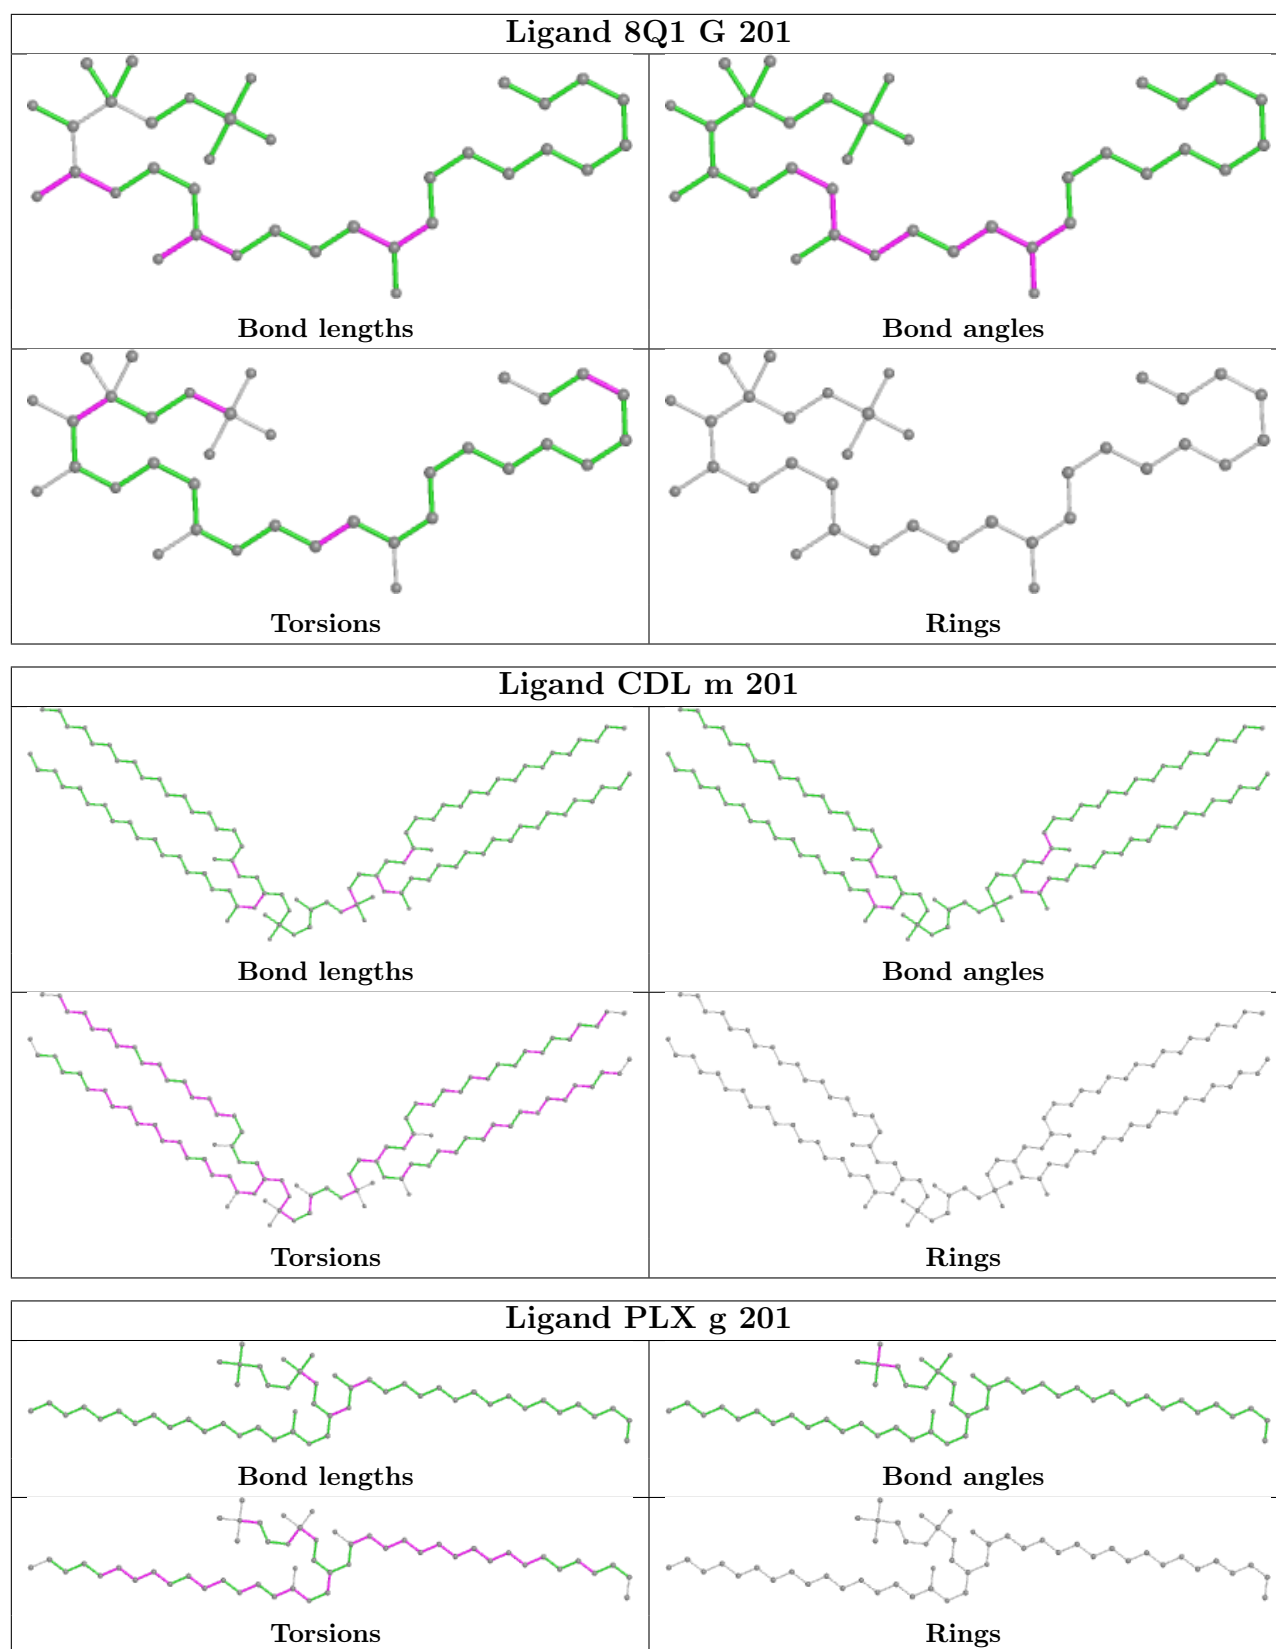 Ligand 8Q1 G 201
Bond lengths
Bond angles
Torsions
Rings
Ligand CDL m 201
Bond lengths
Bond angles
Torsions
Rings
Ligand PLX g 201
Bond lengths
Bond angles
Torsions
Rings